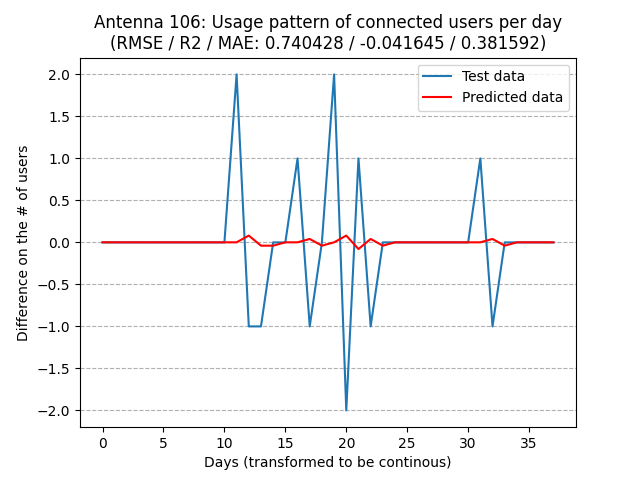 Antenna 106: Usage pattern of connected users per day
(RMSE / R2 / MAE: 0.740428 / -0.041645 / 0.381592)
Test data
Predicted data
2.0
1.5
1.0
0.5
0.0
−0.5
−1.0
−1.5
−2.0
Difference on the # of users
0 5 10 15 20 25 30 35
Days (transformed to be continous)